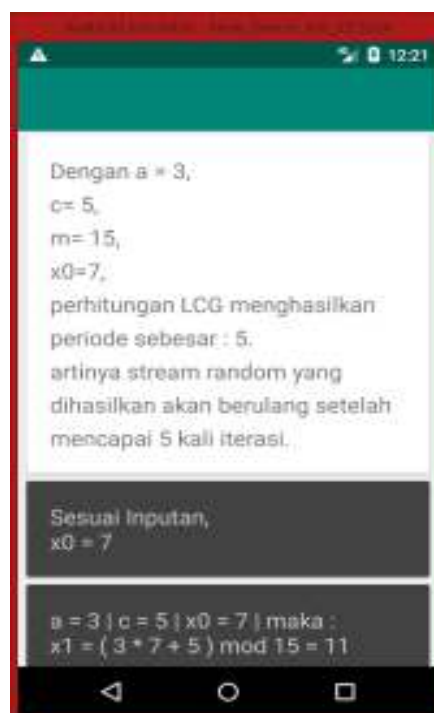 12:21
Dengan a = 3,
c= 5,
m= 15,
x0=7,
perhitungan LCG menghasilkan
periode sebesar : 5.
artinya stream random yang
dihasilkan akan berulang setelah
mencapai 5 kali iterasi.
Sesuai Inputan,
x0 = 7
a = 3 | c = 5 | x0 = 7 | maka :
x1 = ( 3 * 7 + 5 ) mod 15 = 11